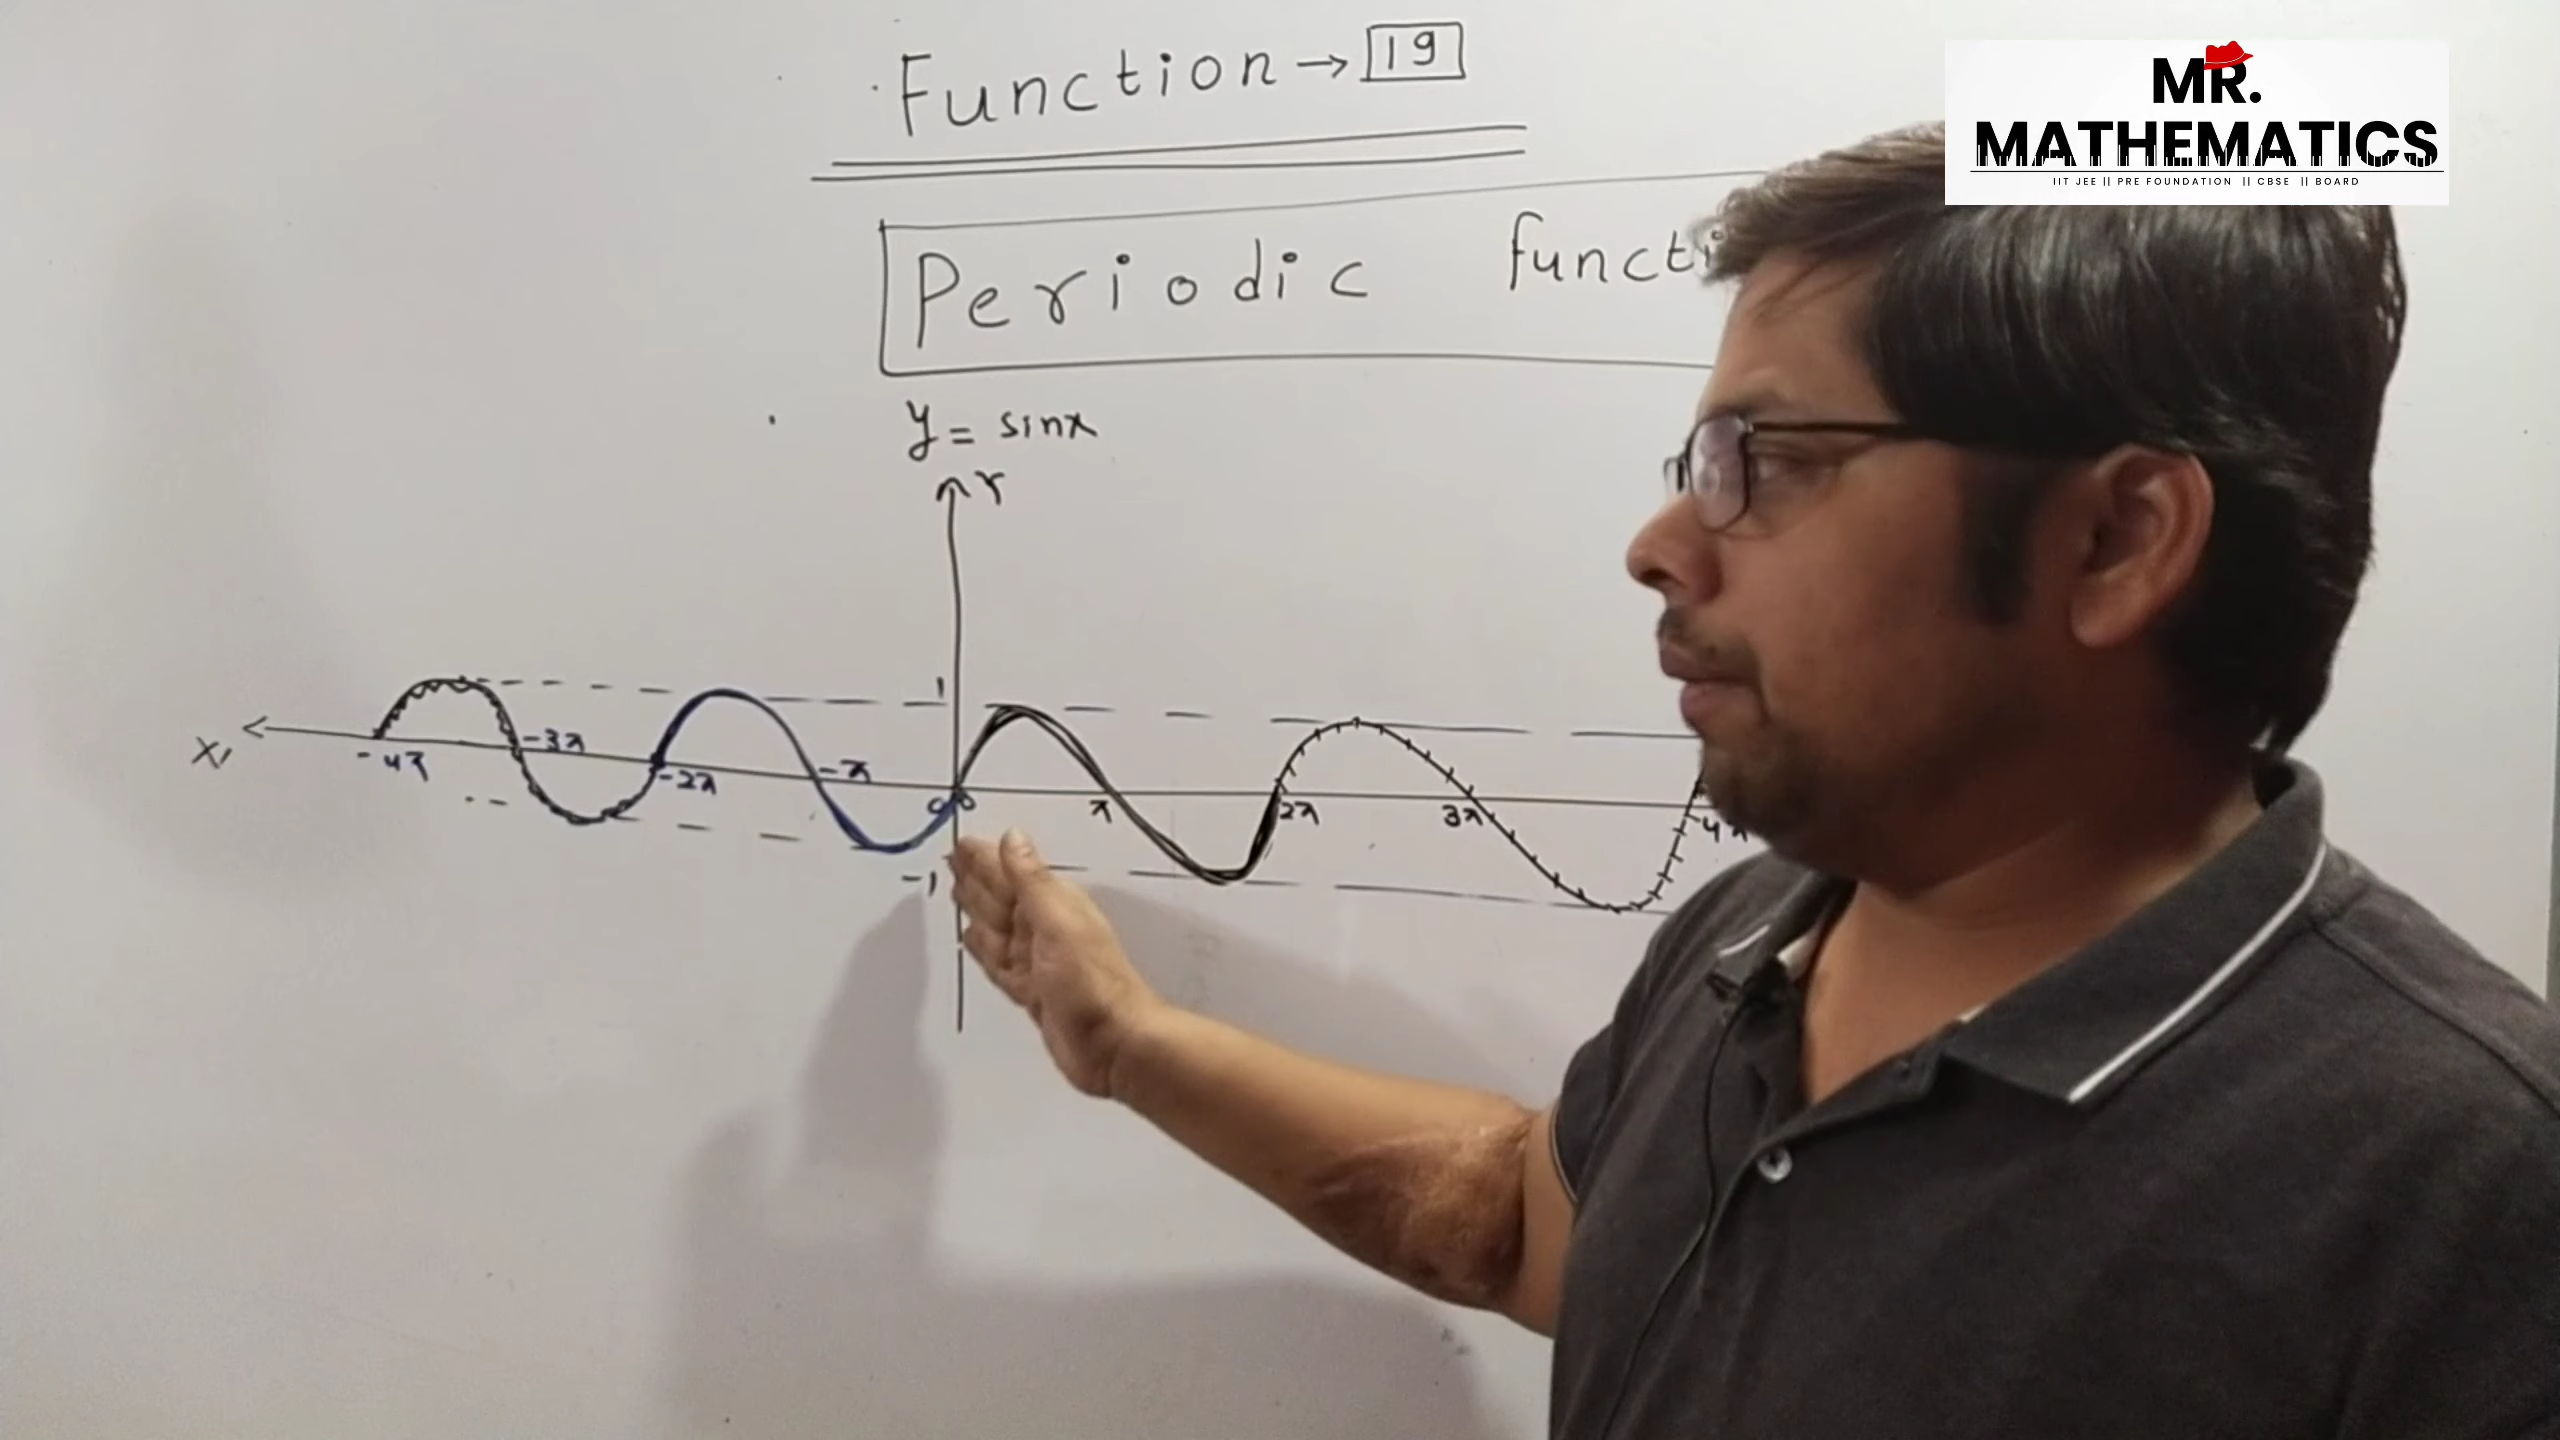 Function → 19
MR.
MATHEMATICS
IIT JEE || PRE FOUNDATION || CBSE || BOARD
Periodic functi
y = sinx
Y
1
X'
-4π
-3π
-2π
-π
0
π
2π
3π
4π
-1